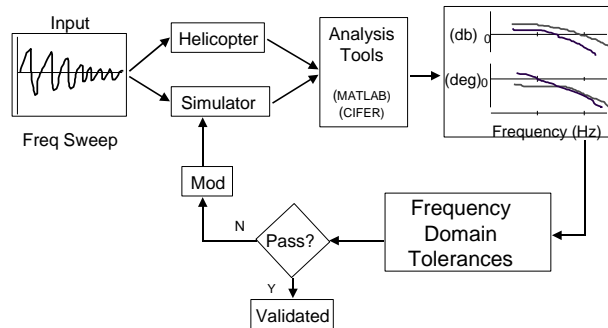 Input
Freq Sweep
Helicopter
Simulator
Mod
Analysis
Tools
(MATLAB)
(CIFER)
(db) 0
(deg) 0
Frequency (Hz)
Frequency
Domain
Tolerances
Pass?
N
Y
Validated